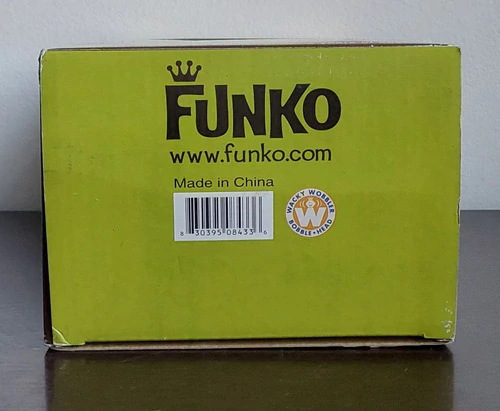 FUNKO
www.funko.com
Made in China
8 30395 08433 6
WACKY WOBBLER
W
BOBBLE-HEAD